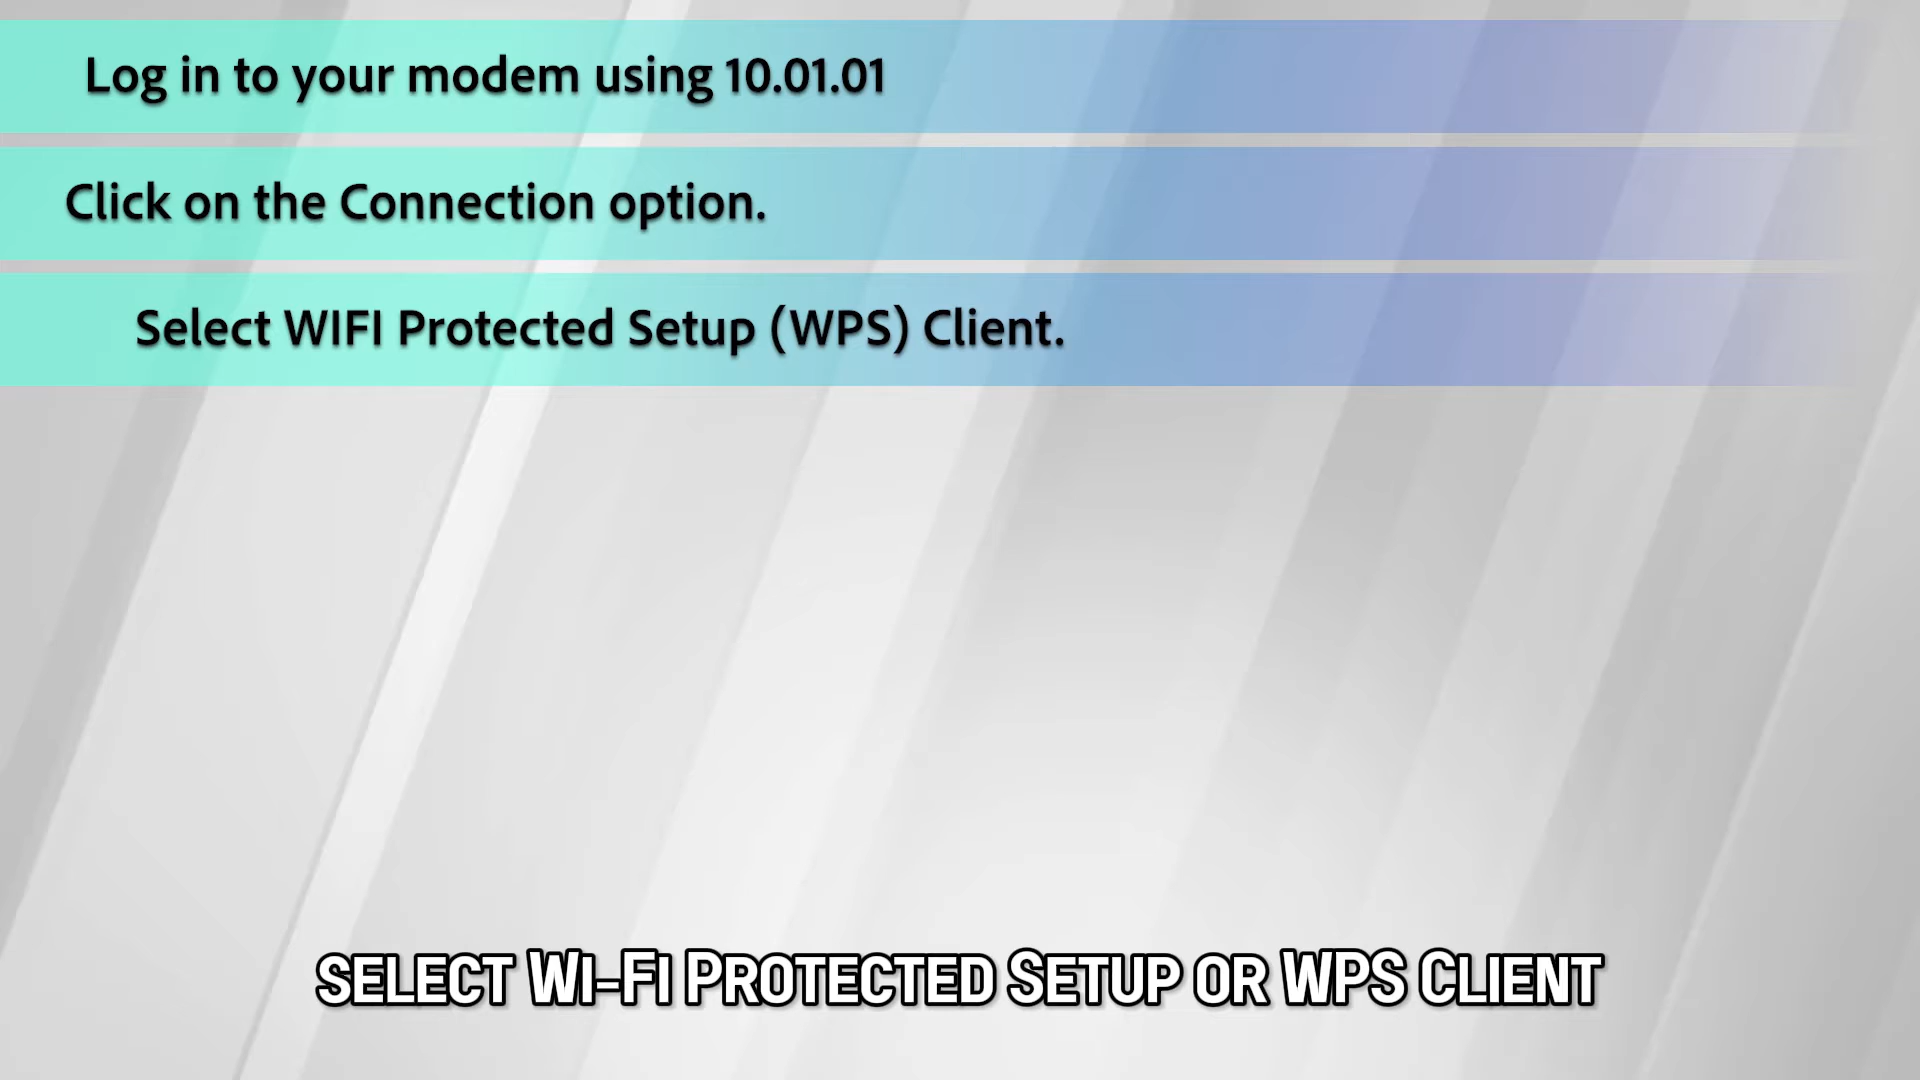 Log in to your modem using 10.01.01
Click on the Connection option.
Select WIFI Protected Setup (WPS) Client.
SELECT WI-FI PROTECTED SETUP OR WPS CLIENT